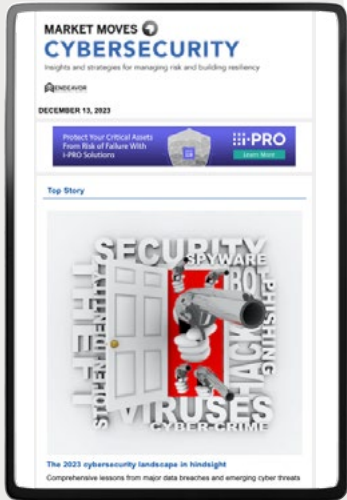 MARKET MOVES
CYBERSECURITY
Insights and strategies for managing risk and building resiliency
ENDEAVOR
DECEMBER 13, 2023
Protect Your Critical Assets
From Risk of Failure With
i-PRO Solutions
i-PRO
Learn More
Top Story
SECURITY
SPYWARE
BOT
THEFT
STOLEN IDENTITY
PHISHING
HACK
VIRUSES
CYBER-CRIME
The 2023 cybersecurity landscape in hindsight
Comprehensive lessons from major data breaches and emerging cyber threats